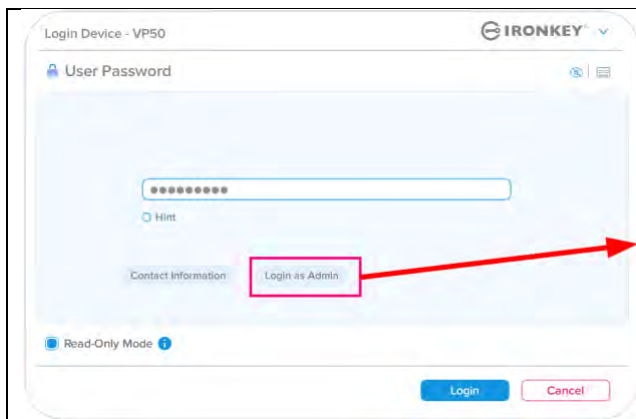 Login Device - VP50
IRONKEY
User Password
●●●●●●●●●
Hint
Contact Information
Login as Admin
Read-Only Mode
Login
Cancel